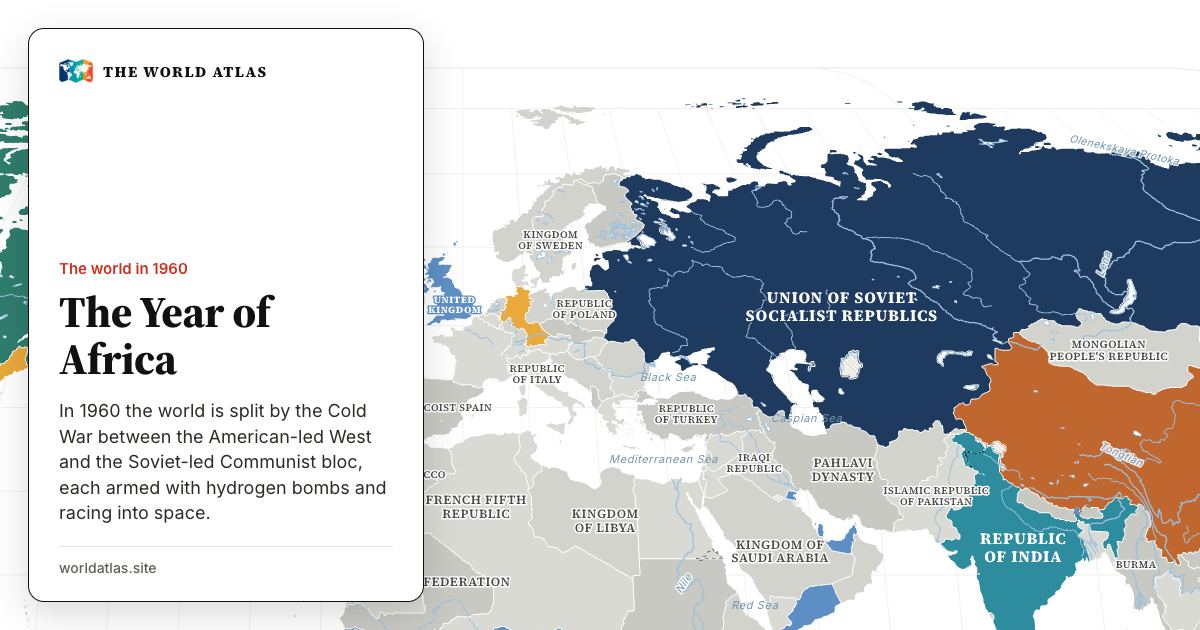 THE WORLD ATLAS
The world in 1960
The Year of
Africa
In 1960 the world is split by the Cold
War between the American-led West
and the Soviet-led Communist bloc,
each armed with hydrogen bombs and
racing into space.
worldatlas.site
Olenekskaya Protoka
KINGDOM
OF SWEDEN
Lena
UNITED
KINGDOM
REPUBLIC
OF POLAND
UNION OF SOVIET
SOCIALIST REPUBLICS
MONGOLIAN
PEOPLE'S REPUBLIC
REPUBLIC
OF ITALY
Black Sea
COIST SPAIN
REPUBLIC
OF TURKEY
Caspian Sea
Mediterranean Sea
IRAQI
REPUBLIC
PAHLAVI
DYNASTY
Tongtian
CCO
ISLAMIC REPUBLIC
OF PAKISTAN
FRENCH FIFTH
REPUBLIC
KINGDOM
OF LIBYA
KINGDOM OF
SAUDI ARABIA
REPUBLIC
OF INDIA
BURMA
FEDERATION
Nile
Red Sea